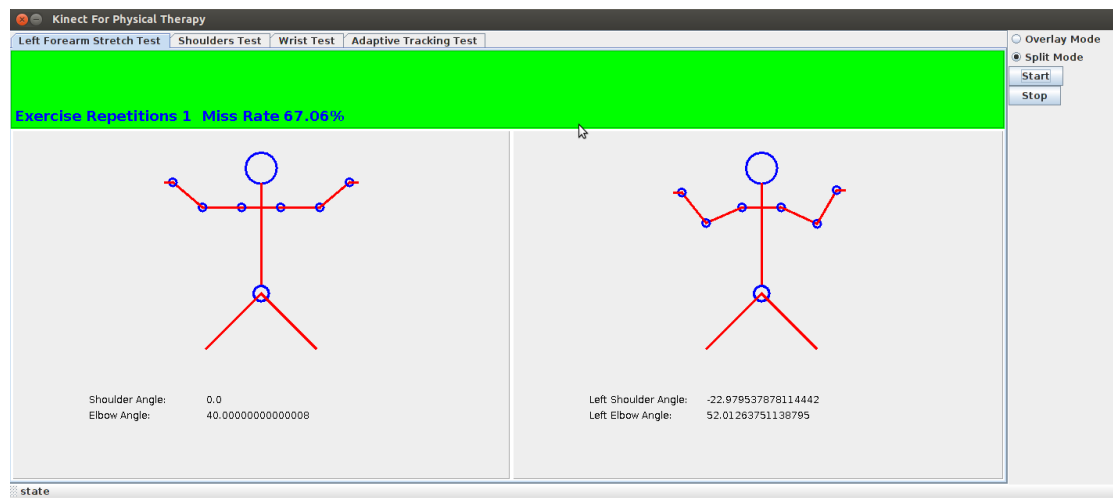 Kinect For Physical Therapy
Left Forearm Stretch Test Shoulders Test Wrist Test Adaptive Tracking Test
Overlay Mode
Split Mode
Start
Stop
Exercise Repetitions 1 Miss Rate 67.06%
Shoulder Angle: 0.0
Elbow Angle: 40.00000000000008
Left Shoulder Angle: -22.979537878114442
Left Elbow Angle: 52.01263751138795
state